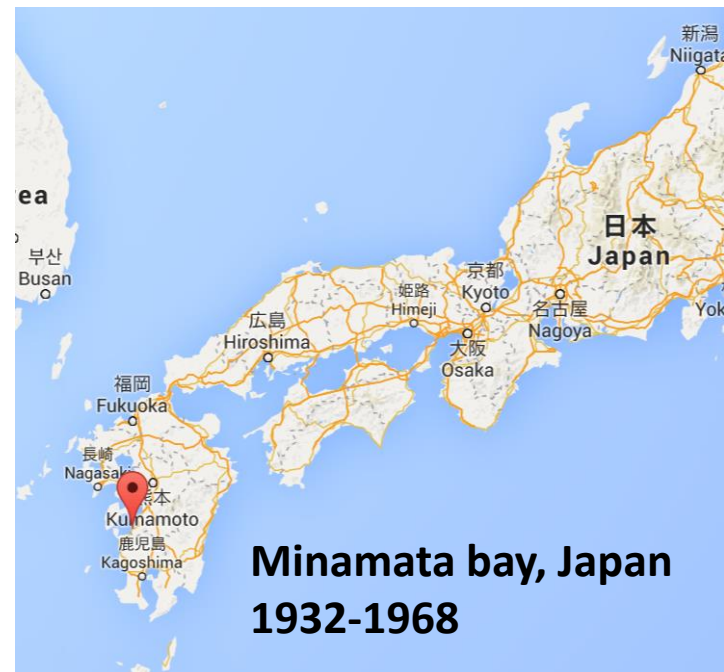 新潟
Niigata
ea
부산
Busan
日本
Japan
京都
Kyoto
姫路
Himeji
名古屋
Nagoya
Yok
広島
Hiroshima
大阪
Osaka
福岡
Fukuoka
長崎
Nagasaki
熊本
Kumamoto
鹿児島
Kagoshima
Minamata bay, Japan
1932-1968